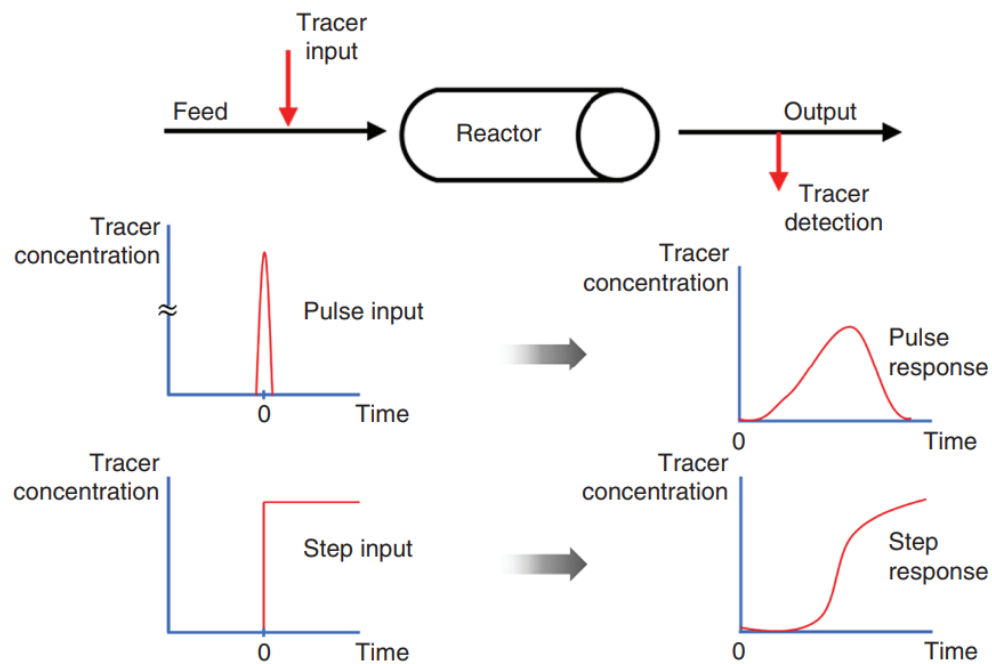 Tracer
input
Feed
Reactor
Output
Tracer
detection
Tracer
concentration
≈
Pulse input
0
Time
Tracer
concentration
Pulse
response
0
Time
Tracer
concentration
Step input
0
Time
Tracer
concentration
Step
response
0
Time